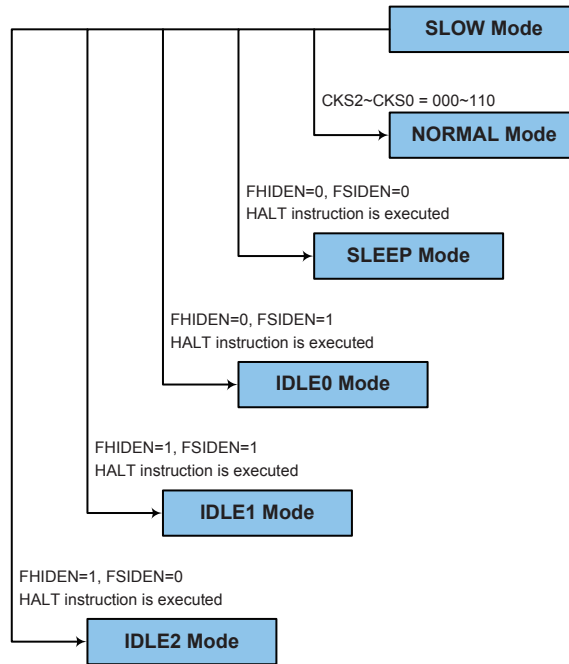 SLOW Mode
CKS2~CKS0 = 000~110
NORMAL Mode
FHIDEN=0, FSIDEN=0
HALT instruction is executed
SLEEP Mode
FHIDEN=0, FSIDEN=1
HALT instruction is executed
IDLE0 Mode
FHIDEN=1, FSIDEN=1
HALT instruction is executed
IDLE1 Mode
FHIDEN=1, FSIDEN=0
HALT instruction is executed
IDLE2 Mode